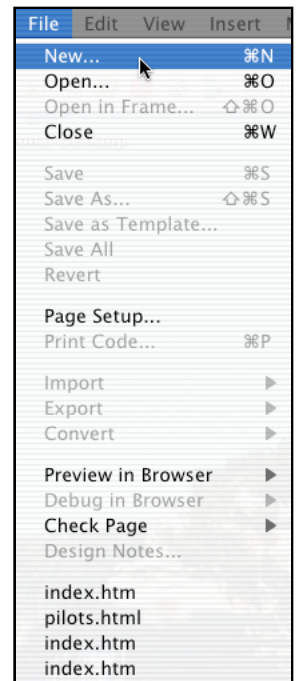 File Edit View Insert
New... ⌘N
Open... ⌘O
Open in Frame... ⇧⌘O
Close ⌘W
Save ⌘S
Save As... ⇧⌘S
Save as Template...
Save All
Revert
Page Setup...
Print Code... ⌘P
Import
Export
Convert
Preview in Browser
Debug in Browser
Check Page
Design Notes...
index.htm
pilots.html
index.htm
index.htm